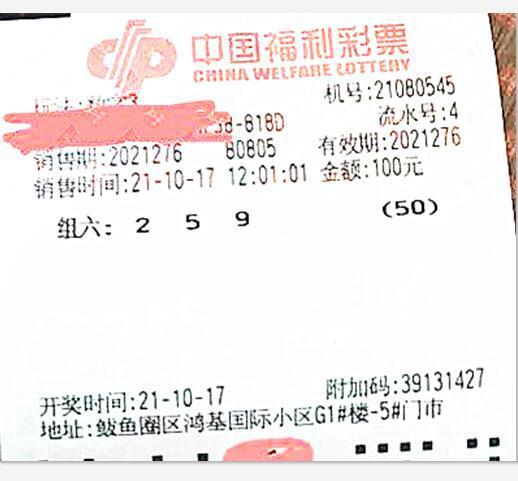 中国福利彩票
CHINA WELFARE LOTTERY
机号:21080545
流水号:4
38-818D
销售期:2021276 80805 有效期:2021276
销售时间:21-10-17 12:01:01 金额:100元
组六: 2 5 9 (50)
开奖时间:21-10-17 附加码:39131427
地址:鲅鱼圈区鸿基国际小区G1#楼-5#门市